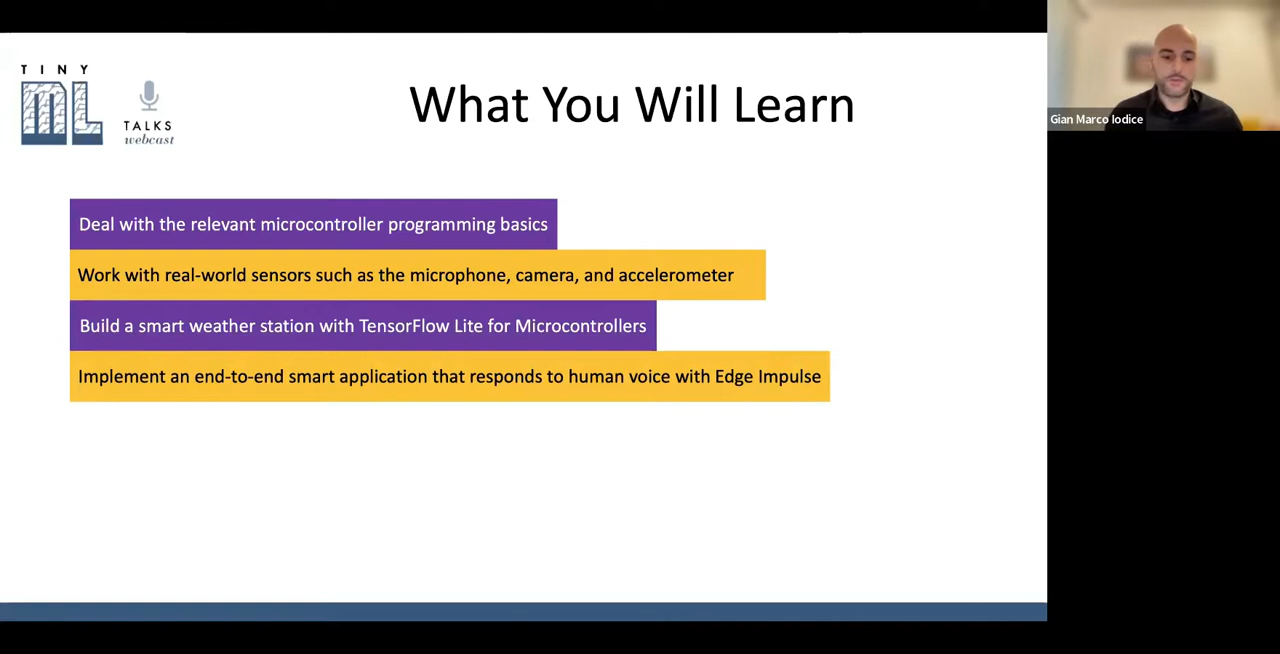 TINY
ML
TALKS
webcast
What You Will Learn
Gian Marco Iodice
Deal with the relevant microcontroller programming basics
Work with real-world sensors such as the microphone, camera, and accelerometer
Build a smart weather station with TensorFlow Lite for Microcontrollers
Implement an end-to-end smart application that responds to human voice with Edge Impulse